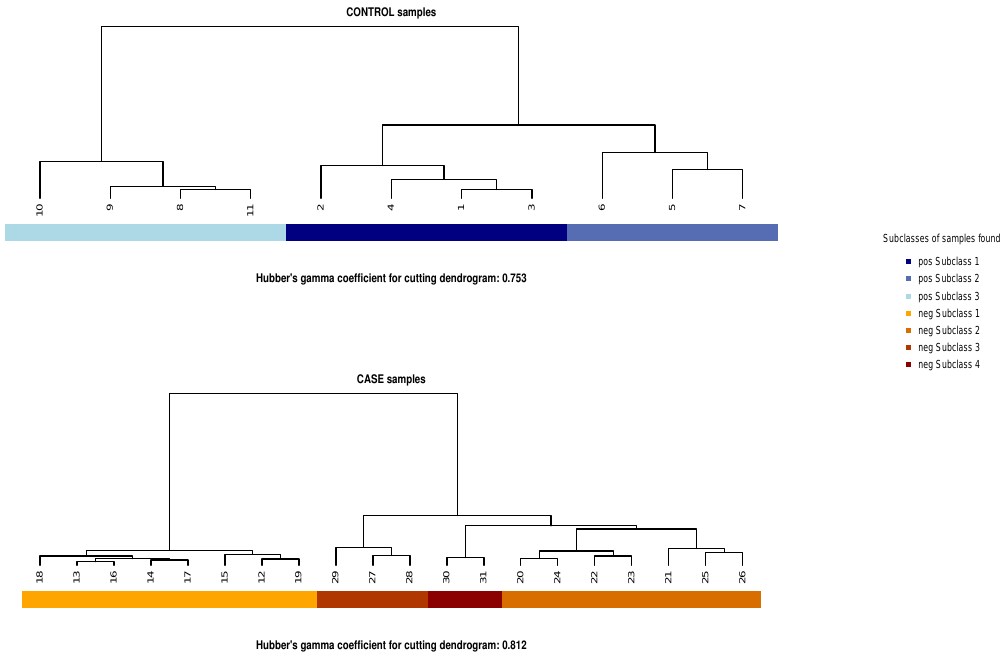 CONTROL samples
10 9 8 11 2 4 1 3 6 5 7
Hubber's gamma coefficient for cutting dendrogram: 0.753
Subclasses of samples found
pos Subclass 1
pos Subclass 2
pos Subclass 3
neg Subclass 1
neg Subclass 2
neg Subclass 3
neg Subclass 4
CASE samples
18 13 16 14 17 15 12 19 29 27 28 30 31 20 24 22 23 21 25 26
Hubber's gamma coefficient for cutting dendrogram: 0.812